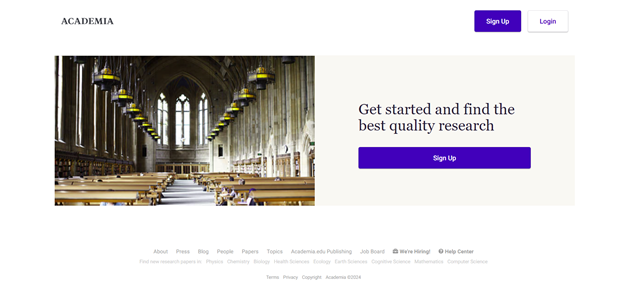 ACADEMIA
Sign Up
Login
Get started and find the
best quality research
Sign Up
About Press Blog People Papers Topics Academia.edu Publishing Job Board We're Hiring! Help Center
Find new research papers in: Physics Chemistry Biology Health Sciences Ecology Earth Sciences Cognitive Science Mathematics Computer Science
Terms Privacy Copyright Academia ©2024